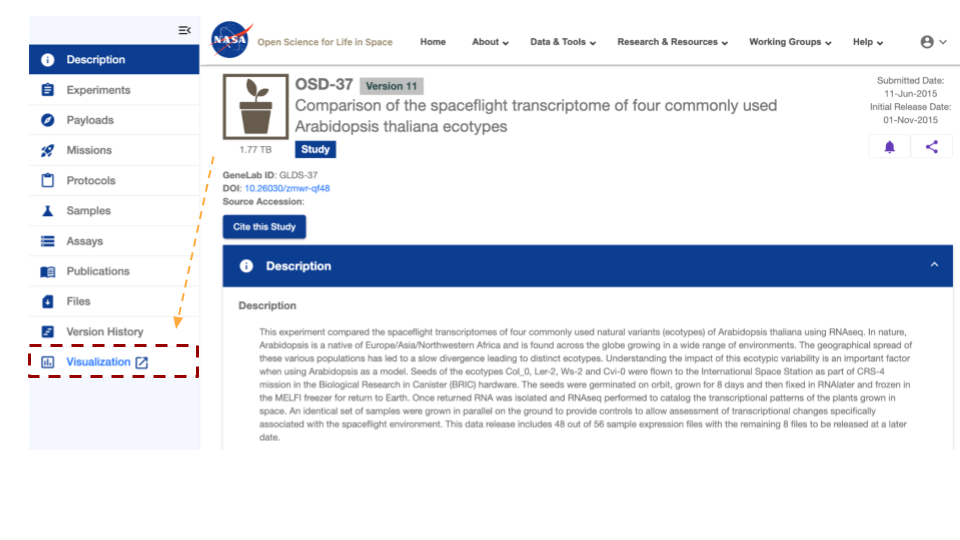 NASA
Open Science for Life in Space
Home
About
Data & Tools
Research & Resources
Working Groups
Help
Description
Experiments
Payloads
Missions
Protocols
Samples
Assays
Publications
Files
Version History
Visualization
OSD-37 Version 11
Comparison of the spaceflight transcriptome of four commonly used
Arabidopsis thaliana ecotypes
1.77 TB
Study
Submitted Date:
11-Jun-2015
Initial Release Date:
01-Nov-2015
GeneLab ID: GLDS-37
DOI: 10.26030/zmwr-qf48
Source Accession:
Cite this Study
Description
Description
This experiment compared the spaceflight transcriptomes of four commonly used natural variants (ecotypes) of Arabidopsis thaliana using RNAseq. In nature,
Arabidopsis is a native of Europe/Asia/Northwestern Africa and is found across the globe growing in a wide range of environments. The geographical spread of
these various populations has led to a slow divergence leading to distinct ecotypes. Understanding the impact of this ecotypic variability is an important factor
when using Arabidopsis as a model. Seeds of the ecotypes Col_0, Ler-2, Ws-2 and Cvi-0 were flown to the International Space Station as part of CRS-4
mission in the Biological Research in Canister (BRIC) hardware. The seeds were germinated on orbit, grown for 8 days and then fixed in RNAlater and frozen in
the MELFI freezer for return to Earth. Once returned RNA was isolated and RNAseq performed to catalog the transcriptional patterns of the plants grown in
space. An identical set of samples were grown in parallel on the ground to provide controls to allow assessment of transcriptional changes specifically
associated with the spaceflight environment. This data release includes 48 out of 56 sample expression files with the remaining 8 files to be released at a later
date.